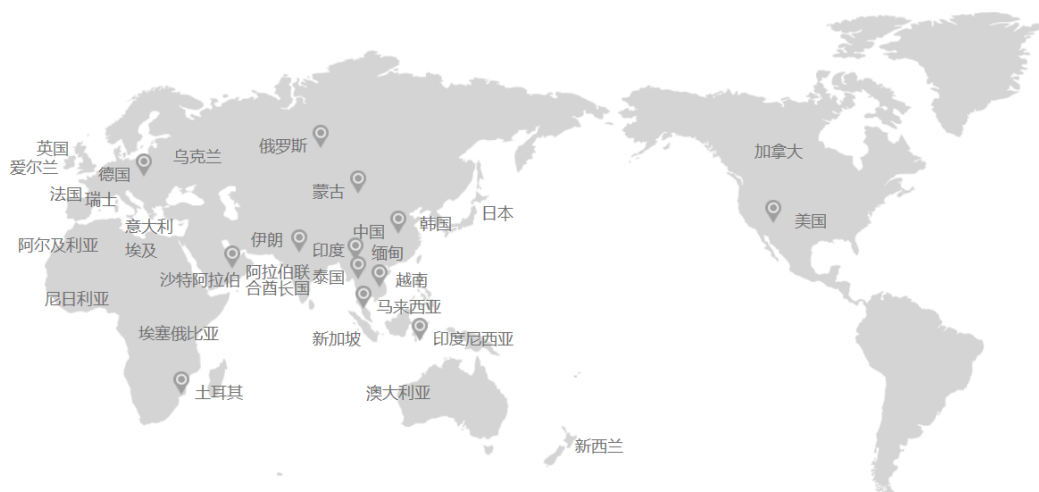 英国
爱尔兰
法国
瑞士
德国
乌克兰
俄罗斯
蒙古
意大利
阿尔及利亚
埃及
伊朗
中国
韩国
日本
印度
缅甸
沙特阿拉伯
阿拉伯联
合酋长国
泰国
越南
尼日利亚
马来西亚
埃塞俄比亚
新加坡
印度尼西亚
土耳其
澳大利亚
新西兰
加拿大
美国